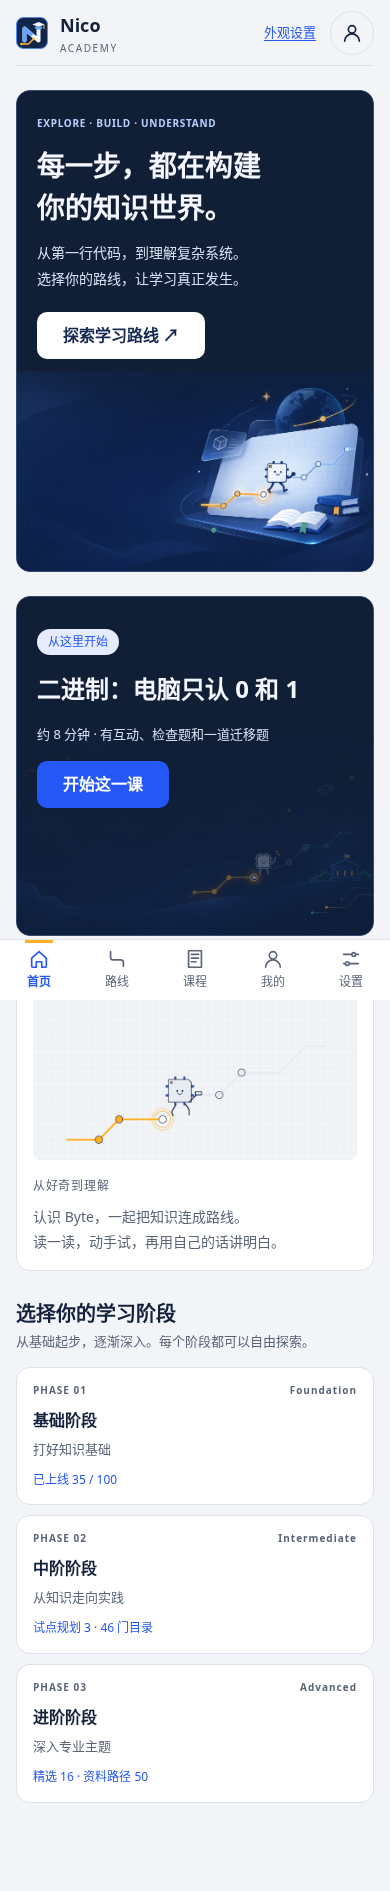 Nico
ACADEMY
外观设置
EXPLORE · BUILD · UNDERSTAND
每一步，都在构建
你的知识世界。
从第一行代码，到理解复杂系统。
选择你的路线，让学习真正发生。
探索学习路线 ↗
从这里开始
二进制：电脑只认 0 和 1
约 8 分钟 · 有互动、检查题和一道迁移题
开始这一课
首页
路线
课程
我的
设置
从好奇到理解
认识 Byte，一起把知识连成路线。
读一读，动手试，再用自己的话讲明白。
选择你的学习阶段
从基础起步，逐渐深入。每个阶段都可以自由探索。
PHASE 01
Foundation
基础阶段
打好知识基础
已上线 35 / 100
PHASE 02
Intermediate
中阶阶段
从知识走向实践
试点规划 3 · 46 门目录
PHASE 03
Advanced
进阶阶段
深入专业主题
精选 16 · 资料路径 50